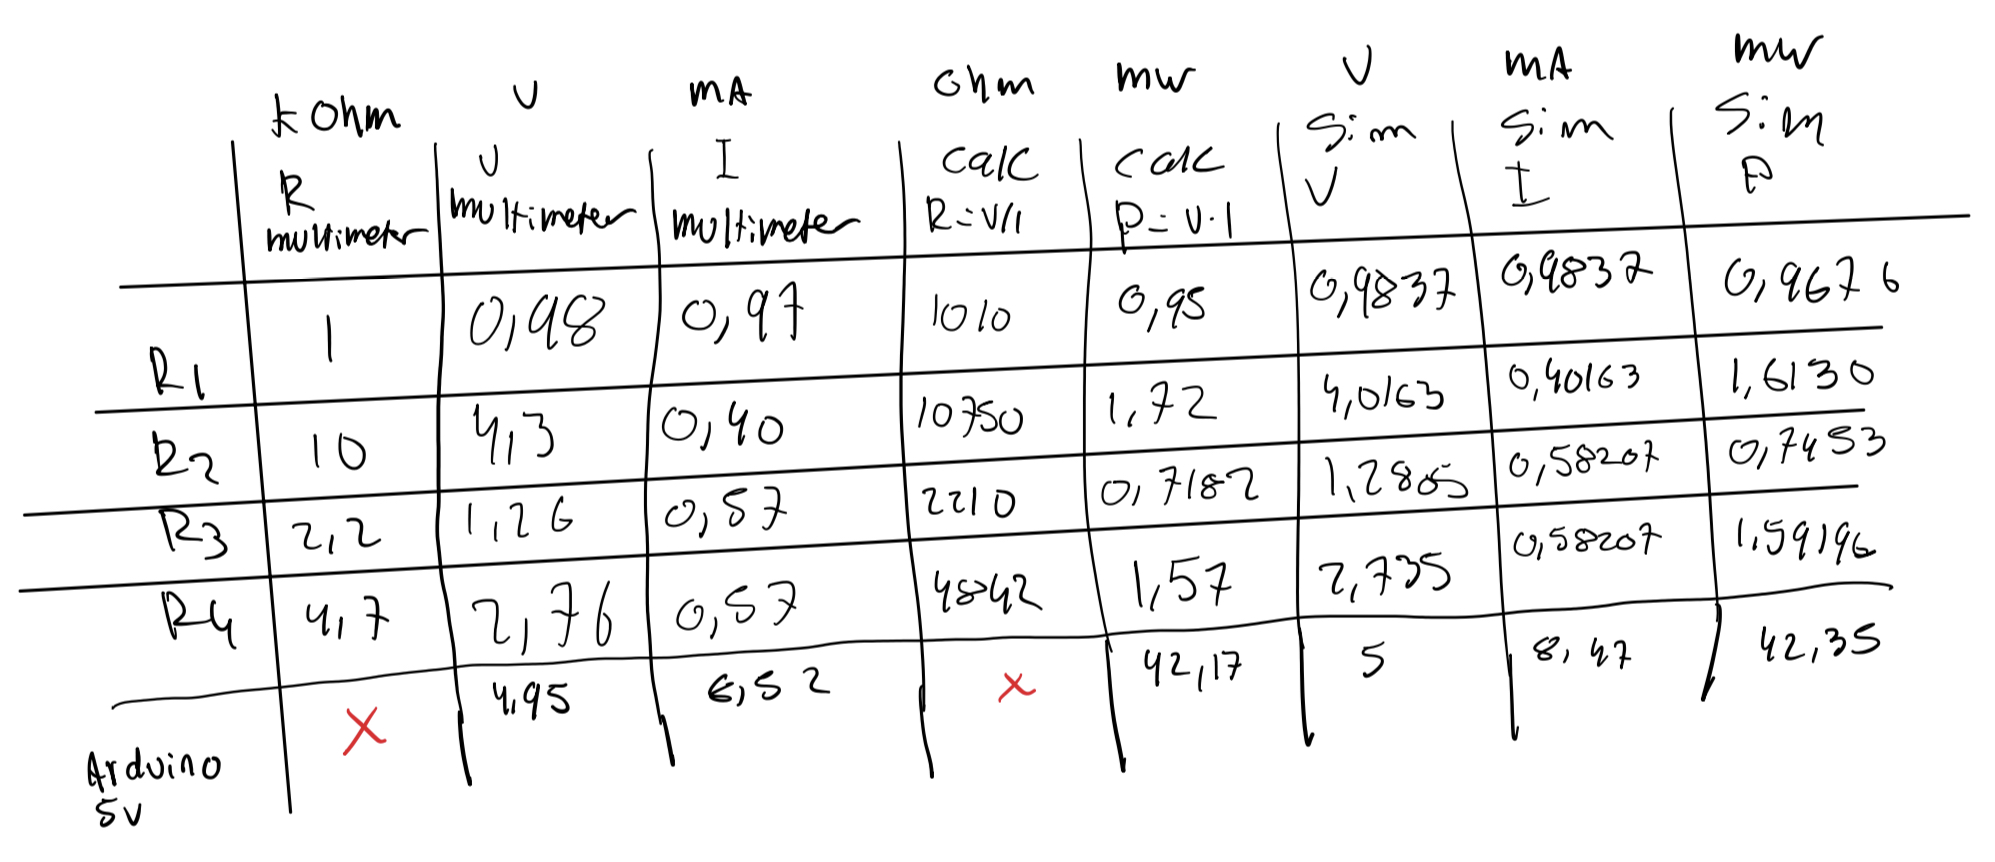 k ohm V mA ohm mW V mA mW
R multimeter V multimeter I multimeter calc R=V/I calc P=V·I Sim V Sim I Sim P
R1 1 0,98 0,97 1010 0,95 0,9837 0,9837 0,9676
R2 10 4,3 0,40 10750 1,72 4,0163 0,40163 1,6130
R3 2,2 1,26 0,57 2210 0,7182 1,2805 0,58207 0,7453
R4 4,7 2,76 0,57 4842 1,57 2,735 0,58207 1,59196
Arduino 5V X 4,95 8,52 X 42,17 5 8,47 42,35